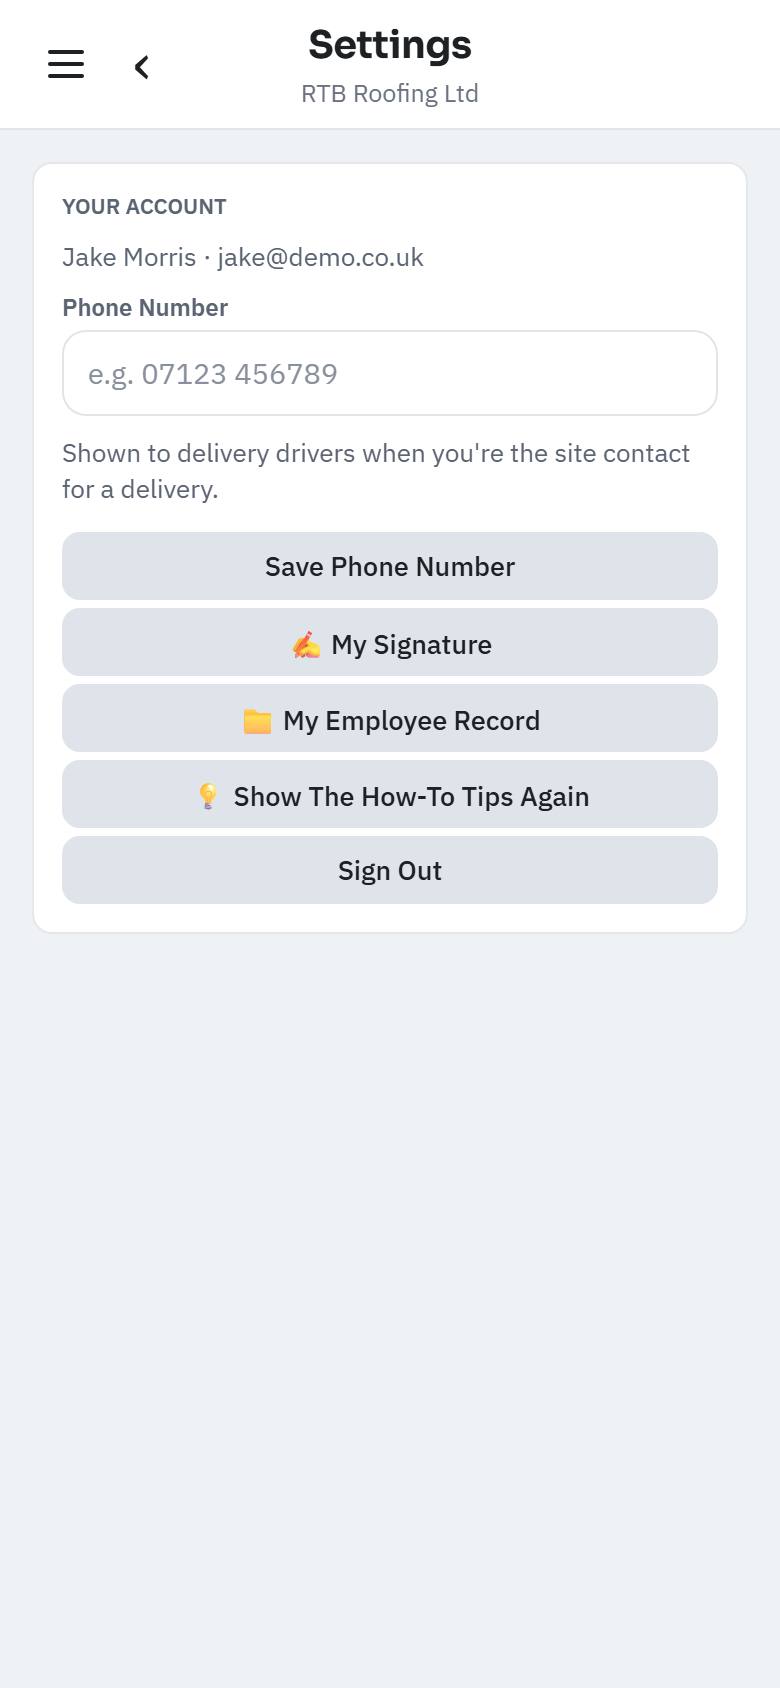 Settings
RTB Roofing Ltd
YOUR ACCOUNT
Jake Morris · jake@demo.co.uk
Phone Number
e.g. 07123 456789
Shown to delivery drivers when you're the site contact
for a delivery.
Save Phone Number
✍️ My Signature
📁 My Employee Record
💡 Show The How-To Tips Again
Sign Out